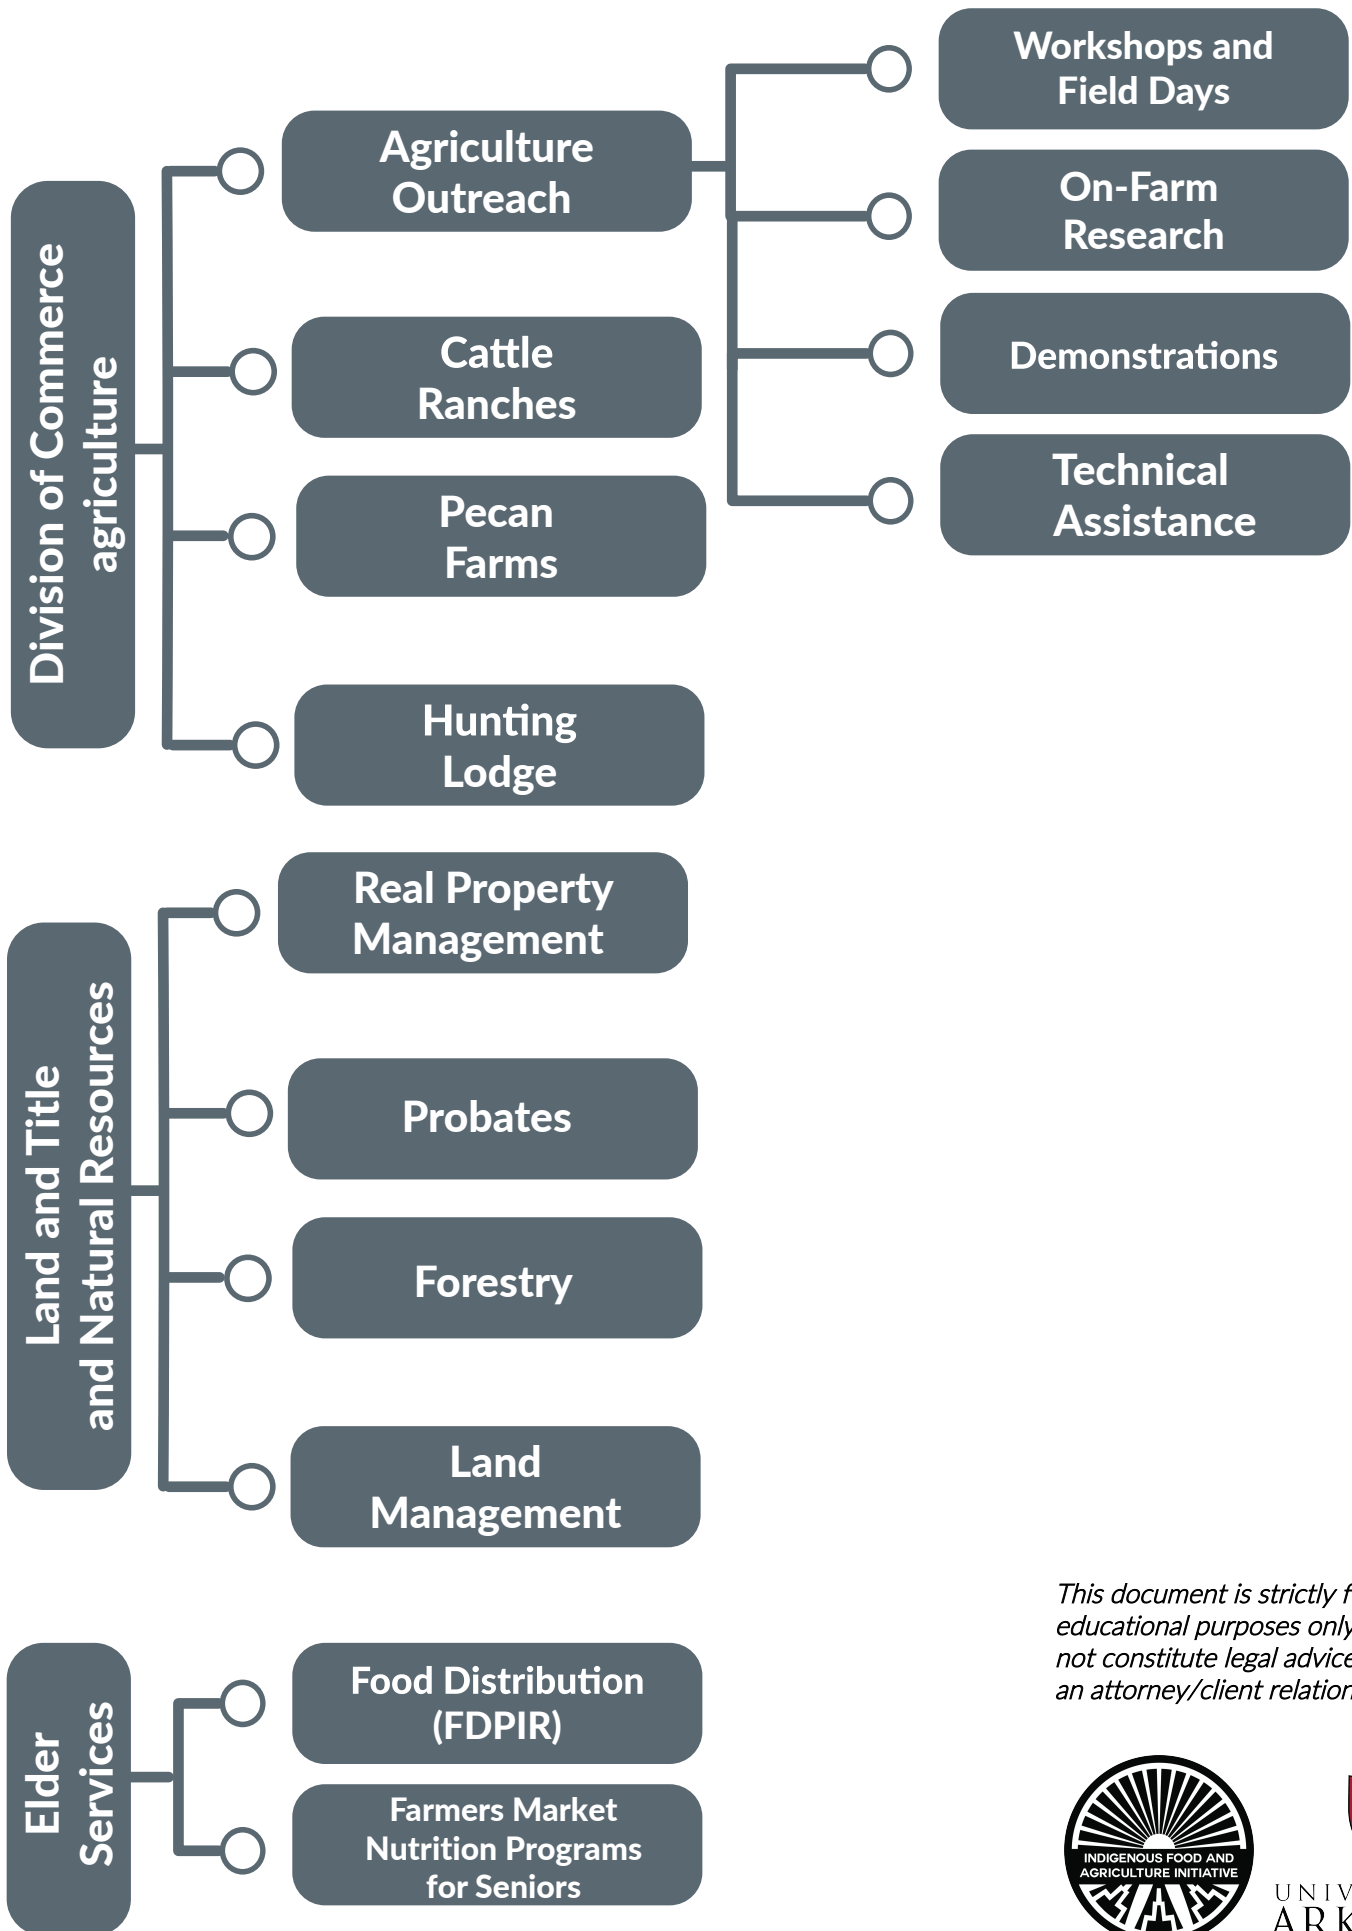 Division of Commerce
agriculture
Agriculture
Outreach
Workshops and
Field Days
On-Farm
Research
Demonstrations
Technical
Assistance
Cattle
Ranches
Pecan
Farms
Hunting
Lodge
Land and Title
and Natural Resources
Real Property
Management
Probates
Forestry
Land
Management
Elder
Services
Food Distribution
(FDPIR)
Farmers Market
Nutrition Programs
for Seniors
This document is strictly
educational purposes only
not constitute legal advice
an attorney/client
INDIGENOUS FOOD AND
AGRICULTURE INITIATIVE